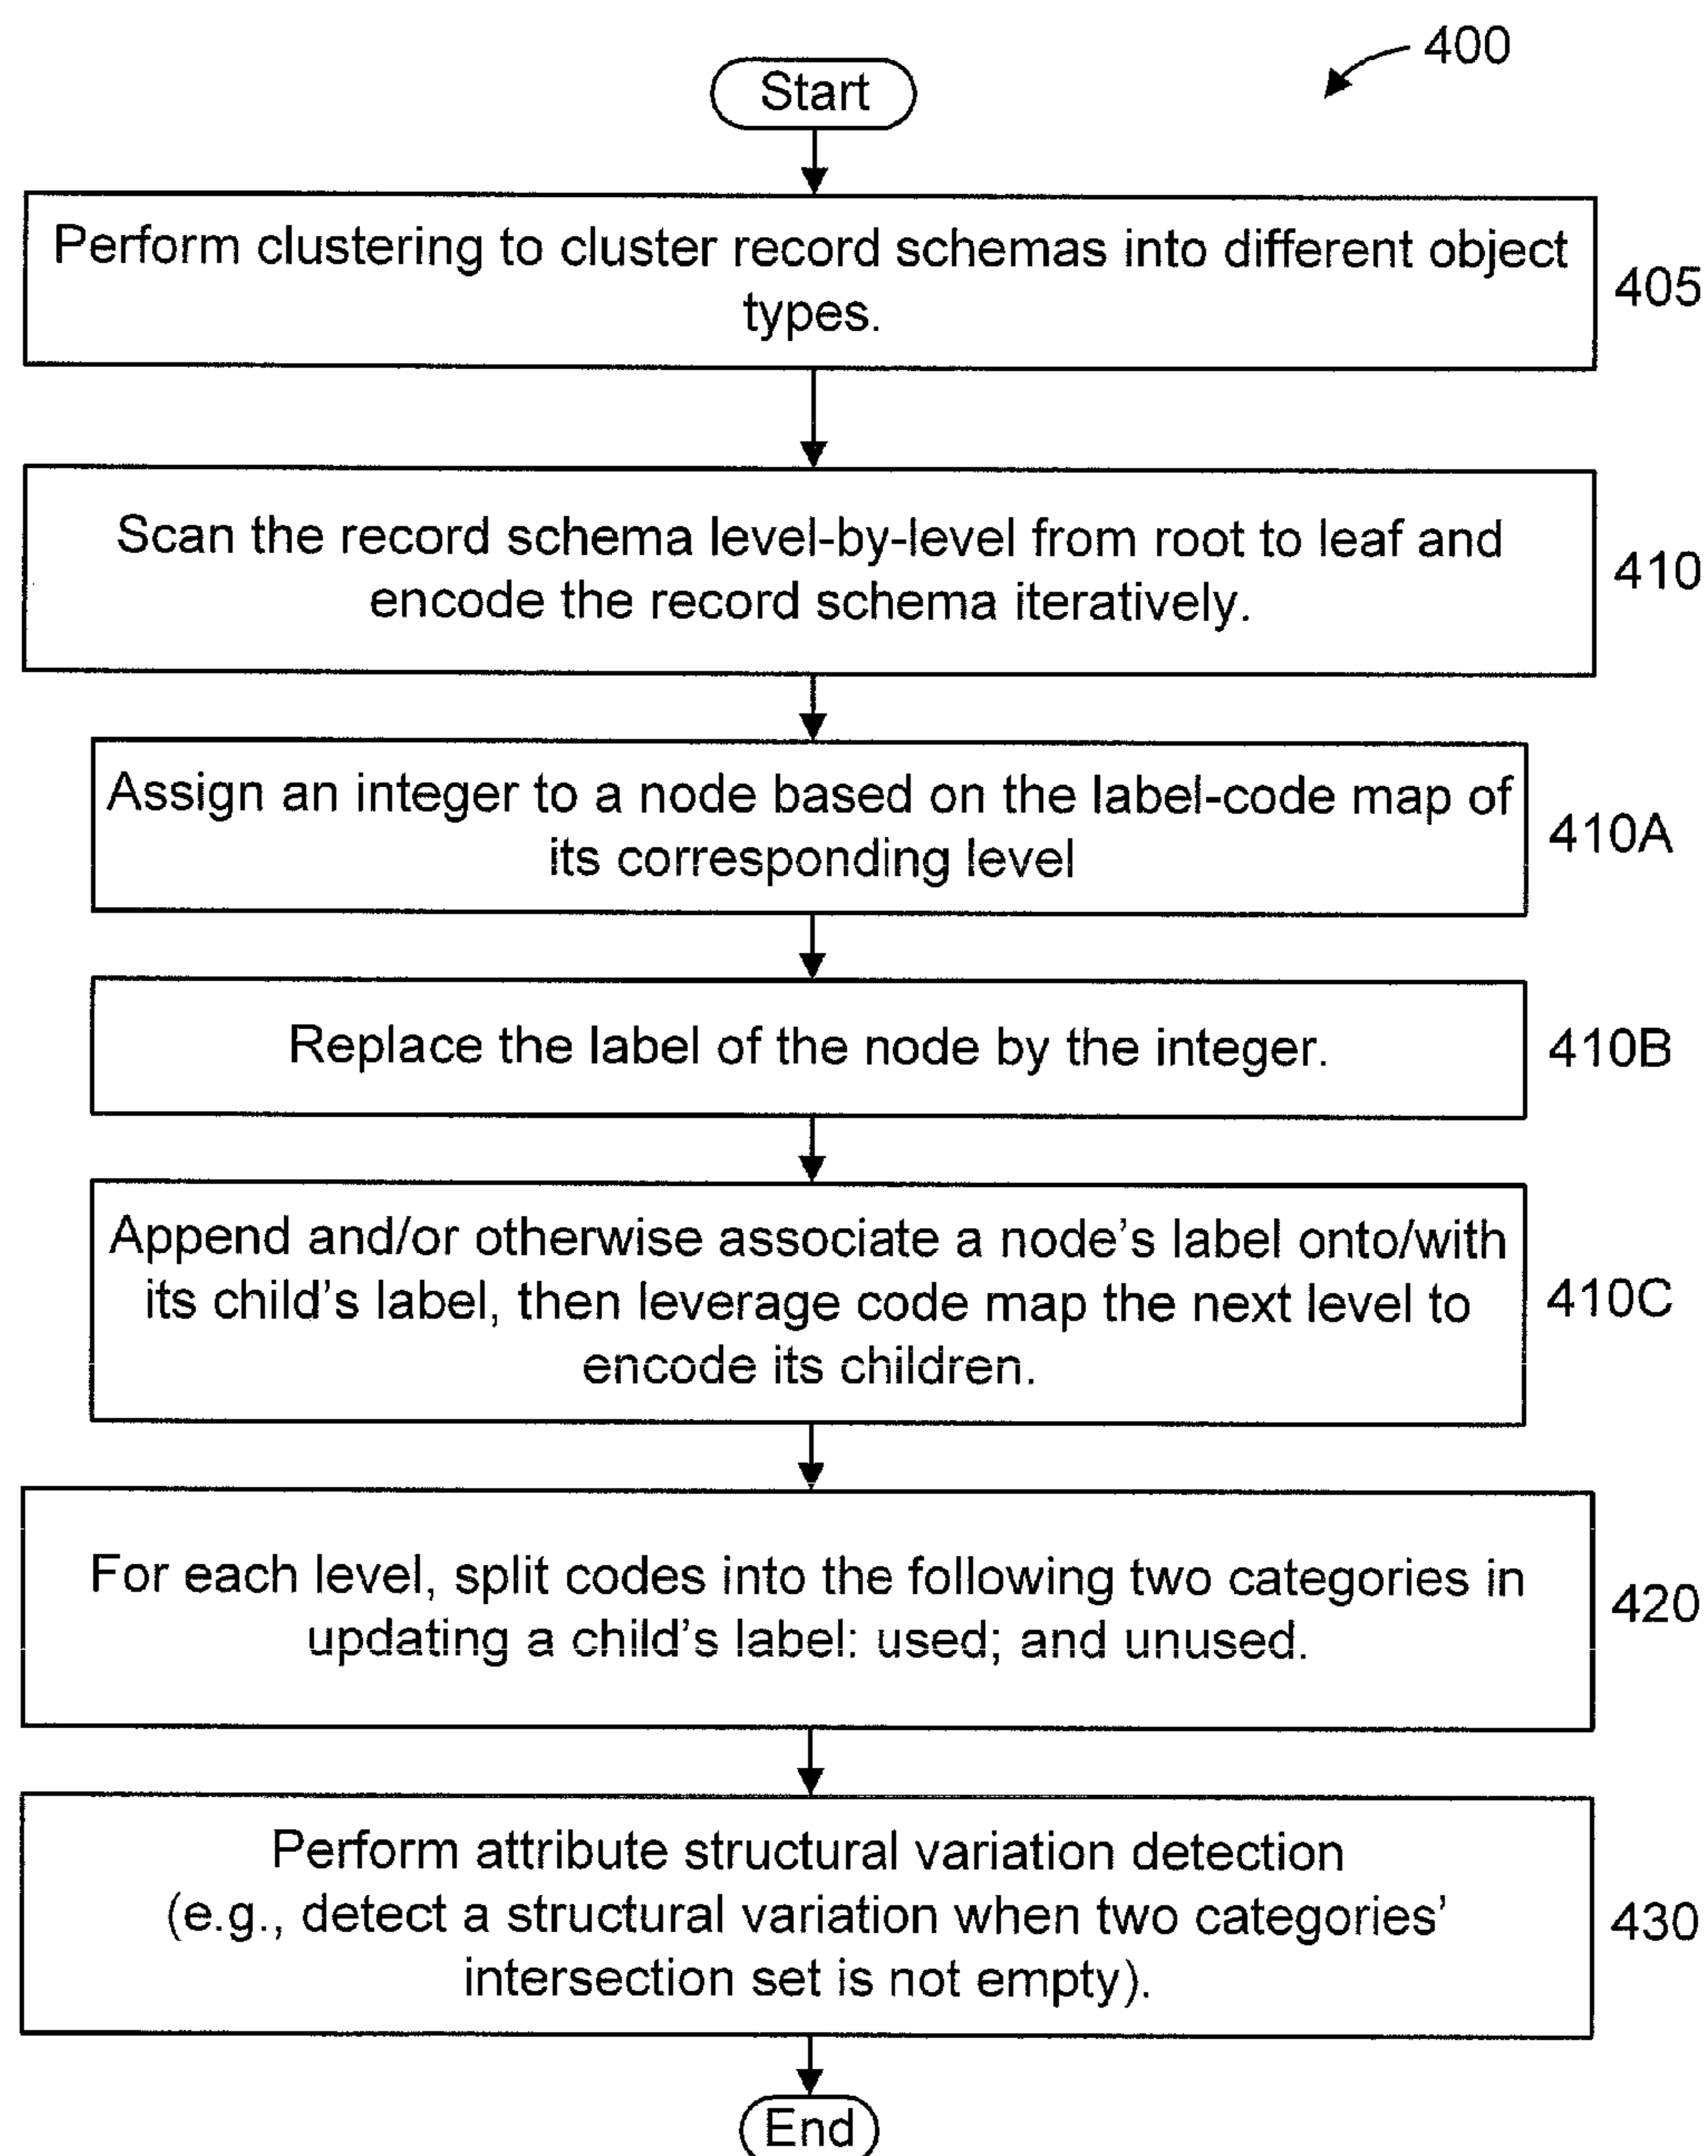 400
Start
Perform clustering to cluster record schemas into different object
types.
405
Scan the record schema level-by-level from root to leaf and
encode the record schema iteratively.
410
Assign an integer to a node based on the label-code map of
its corresponding level
410A
Replace the label of the node by the integer.
410B
Append and/or otherwise associate a node's label onto/with
its child's label, then leverage code map the next level to
encode its children.
410C
For each level, split codes into the following two categories in
updating a child's label: used; and unused.
420
Perform attribute structural variation detection
(e.g., detect a structural variation when two categories'
intersection set is not empty).
430
End